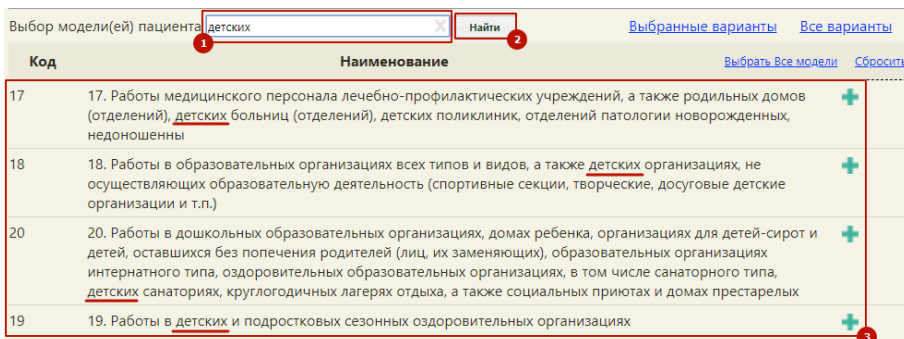 Выбор модели(ей) пациента детских Найти Выбранные варианты Все варианты
1 2
Код Наименование Выбрать Все модели Сбросить
17 17. Работы медицинского персонала лечебно-профилактических учреждений, а также родильных домов
(отделений), детских больниц (отделений), детских поликлиник, отделений патологии новорожденных,
недоношенны
18 18. Работы в образовательных организациях всех типов и видов, а также детских организациях, не
осуществляющих образовательную деятельность (спортивные секции, творческие, досуговые детские
организации и т.п.)
20 20. Работы в дошкольных образовательных организациях, домах ребенка, организациях для детей-сирот и
детей, оставшихся без попечения родителей (лиц, их заменяющих), образовательных организациях
интернатного типа, оздоровительных образовательных организациях, в том числе санаторного типа,
детских санаториях, круглогодичных лагерях отдыха, а также социальных приютах и домах престарелых
19 19. Работы в детских и подростковых сезонных оздоровительных организациях
3